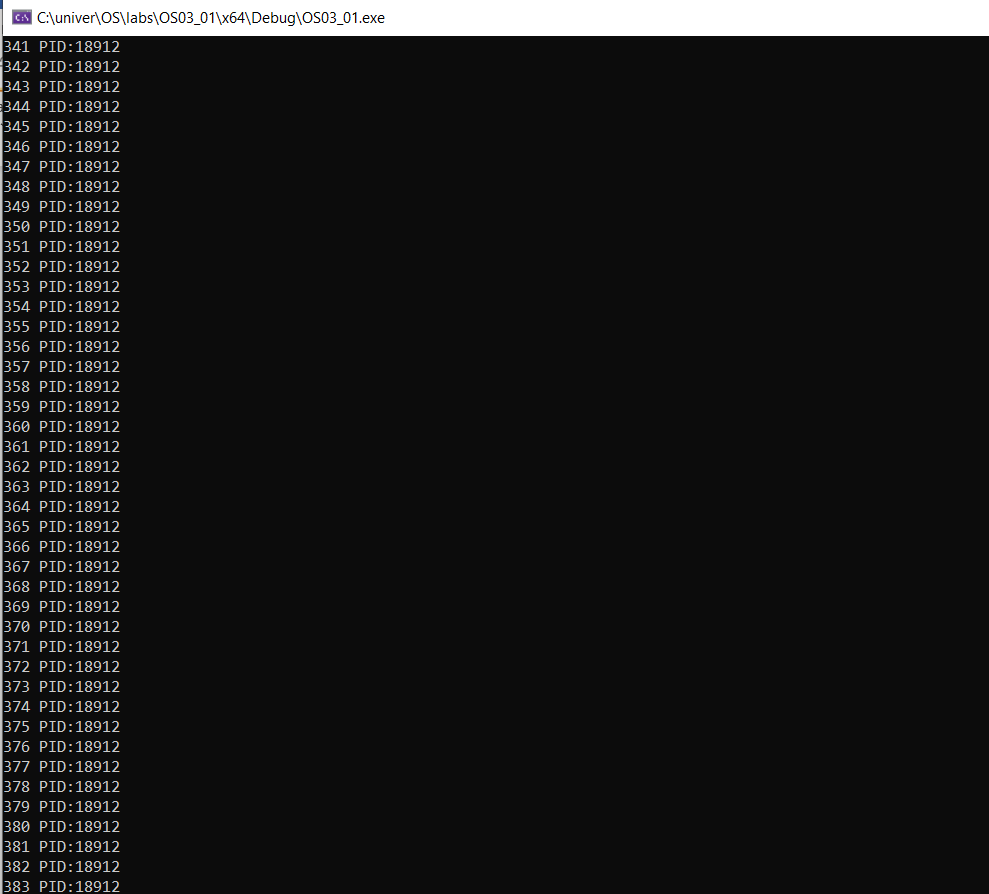 C:\univer\OS\labs\OS03_01\x64\Debug\OS03_01.exe
341 PID:18912
342 PID:18912
343 PID:18912
344 PID:18912
345 PID:18912
346 PID:18912
347 PID:18912
348 PID:18912
349 PID:18912
350 PID:18912
351 PID:18912
352 PID:18912
353 PID:18912
354 PID:18912
355 PID:18912
356 PID:18912
357 PID:18912
358 PID:18912
359 PID:18912
360 PID:18912
361 PID:18912
362 PID:18912
363 PID:18912
364 PID:18912
365 PID:18912
366 PID:18912
367 PID:18912
368 PID:18912
369 PID:18912
370 PID:18912
371 PID:18912
372 PID:18912
373 PID:18912
374 PID:18912
375 PID:18912
376 PID:18912
377 PID:18912
378 PID:18912
379 PID:18912
380 PID:18912
381 PID:18912
382 PID:18912
383 PID:18912